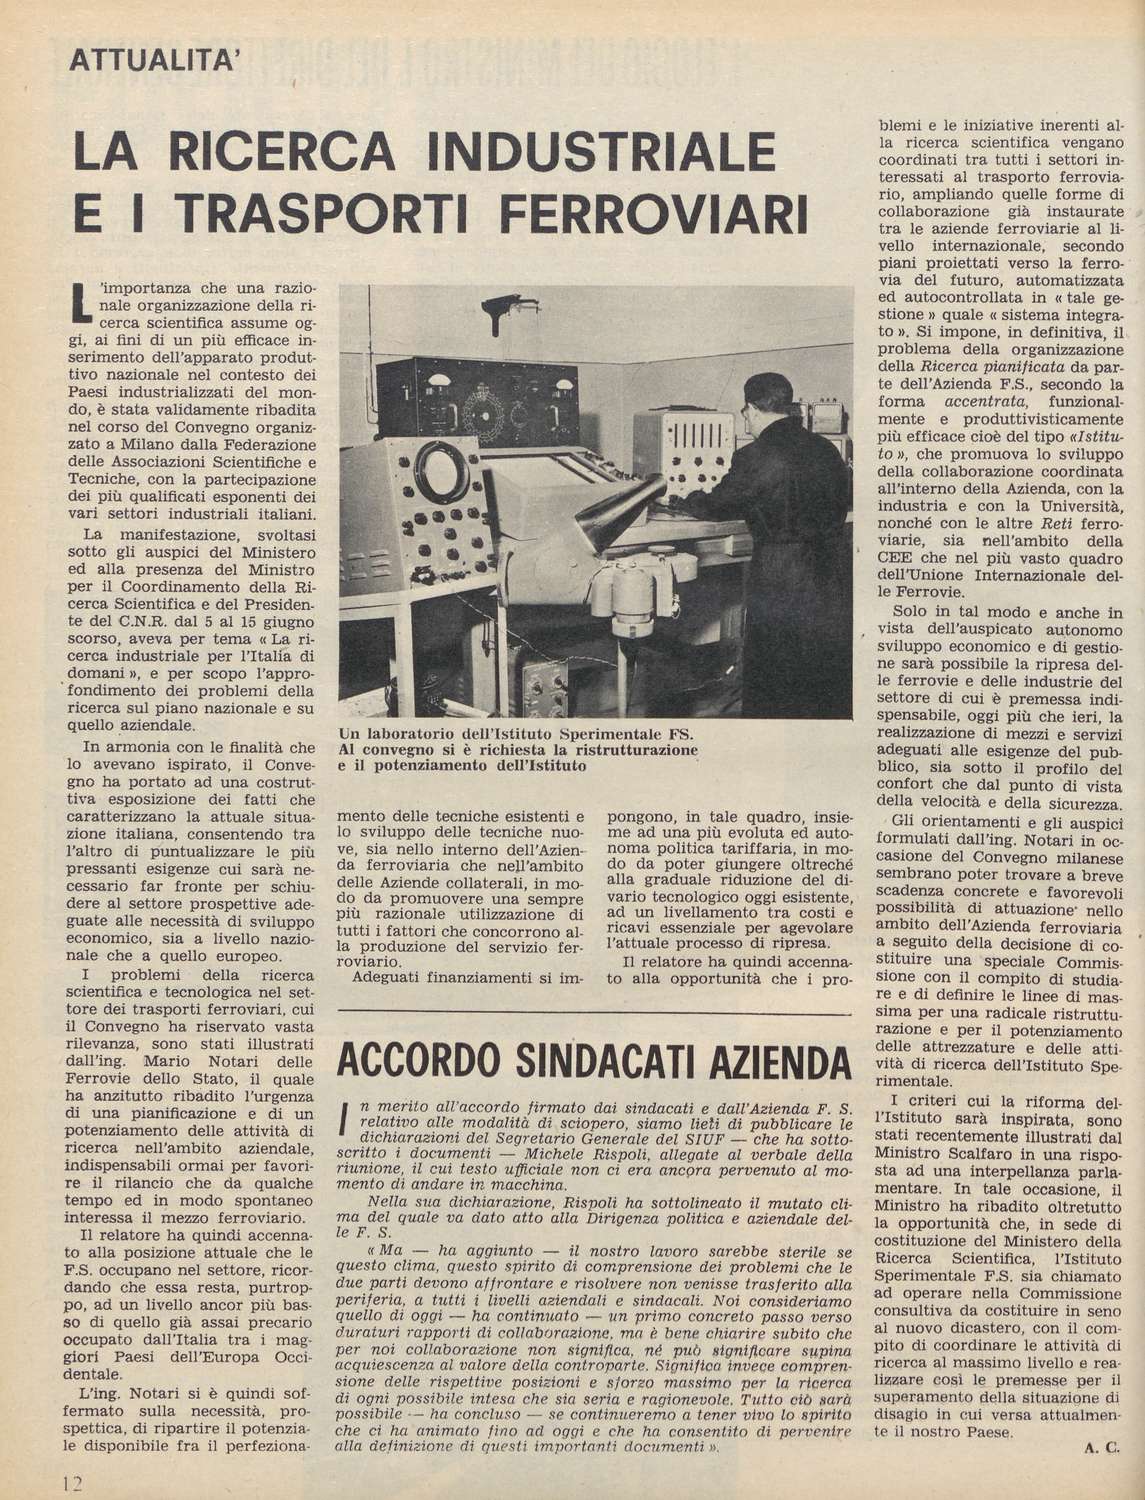 ATTUALITA'
LA RICERCA INDUSTRIALE
E I TRASPORTI FERROVIARI
L'importanza che una razio-
nale organizzazione della ri-
cerca scientifica assume og-
gi, ai fini di un più efficace in-
serimento dell'apparato produt-
tivo nazionale nel contesto dei
Paesi industrializzati del mon-
do, è stata validamente ribadita
nel corso del Convegno organiz-
zato a Milano dalla Federazione
delle Associazioni Scientifiche e
Tecniche, con la partecipazione
dei più qualificati esponenti dei
vari settori industriali italiani.
La manifestazione, svoltasi
sotto gli auspici del Ministero
ed alla presenza del Ministro
per il Coordinamento della Ri-
cerca Scientifica e del Presiden-
te del C.N.R. dal 5 al 15 giugno
scorso, aveva per tema « La ri-
cerca industriale per l'Italia di
domani », e per scopo l'appro-
fondimento dei problemi della
ricerca sul piano nazionale e su
quello aziendale.
In armonia con le finalità che
lo avevano ispirato, il Conve-
gno ha portato ad una costrut-
tiva esposizione dei fatti che
caratterizzano la attuale situa-
zione italiana, consentendo tra
l'altro di puntualizzare le più
pressanti esigenze cui sarà ne-
cessario far fronte per schiu-
dere al settore prospettive ade-
guate alle necessità di sviluppo
economico, sia a livello nazio-
nale che a quello europeo.
I problemi della ricerca
scientifica e tecnologica nel set-
tore dei trasporti ferroviari, cui
il Convegno ha riservato vasta
rilevanza, sono stati illustrati
dall'ing. Mario Notari delle
Ferrovie dello Stato, il quale
ha anzitutto ribadito l'urgenza
di una pianificazione e di un
potenziamento delle attività di
ricerca nell'ambito aziendale,
indispensabili ormai per favori-
re il rilancio che da qualche
tempo ed in modo spontaneo
interessa il mezzo ferroviario.
Il relatore ha quindi accenna-
to alla posizione attuale che le
F.S. occupano nel settore, ricor-
dando che essa resta, purtrop-
po, ad un livello ancor più bas-
so di quello già assai precario
occupato dall'Italia tra i mag-
giori Paesi dell'Europa Occi-
dentale.
L'ing. Notari si è quindi sof-
fermato sulla necessità, pro-
spettica, di ripartire il potenzia-
le disponibile fra il perfeziona-
Un laboratorio dell'Istituto Sperimentale FS.
Al convegno si è richiesta la ristrutturazione
e il potenziamento dell'Istituto
mento delle tecniche esistenti e
lo sviluppo delle tecniche nuo-
ve, sia nello interno dell'Azien-
da ferroviaria che nell'ambito
delle Aziende collaterali, in mo-
do da promuovere una sempre
più razionale utilizzazione di
tutti i fattori che concorrono al-
la produzione del servizio fer-
roviario.
Adeguati finanziamenti si im-
pongono, in tale quadro, insie-
me ad una più evoluta ed auto-
noma politica tariffaria, in mo-
do da poter giungere oltreché
alla graduale riduzione del di-
vario tecnologico oggi esistente,
ad un livellamento tra costi e
ricavi essenziale per agevolare
l'attuale processo di ripresa.
Il relatore ha quindi accenna-
to alla opportunità che i pro-
blemi e le iniziative inerenti al-
la ricerca scientifica vengano
coordinati tra tutti i settori in-
teressati al trasporto ferrovia-
rio, ampliando quelle forme di
collaborazione già instaurate
tra le aziende ferroviarie al li-
vello internazionale, secondo
piani proiettati verso la ferro-
via del futuro, automatizzata
ed autocontrollata in « tale ge-
stione » quale « sistema integra-
to ». Si impone, in definitiva, il
problema della organizzazione
della Ricerca pianificata da par-
te dell'Azienda F.S., secondo la
forma accentrata, funzional-
mente e produttivisticamente
più efficace cioè del tipo «Istitu-
to », che promuova lo sviluppo
della collaborazione coordinata
all'interno della Azienda, con la
industria e con la Università,
nonché con le altre Reti ferro-
viarie, sia nell'ambito della
CEE che nel più vasto quadro
dell'Unione Internazionale del-
le Ferrovie.
Solo in tal modo e anche in
vista dell'auspicato autonomo
sviluppo economico e di gestio-
ne sarà possibile la ripresa del-
le ferrovie e delle industrie del
settore di cui è premessa indi-
spensabile, oggi più che ieri, la
realizzazione di mezzi e servizi
adeguati alle esigenze del pub-
blico, sia sotto il profilo del
confort che dal punto di vista
della velocità e della sicurezza.
Gli orientamenti e gli auspici
formulati dall'ing. Notari in oc-
casione del Convegno milanese
sembrano poter trovare a breve
scadenza concrete e favorevoli
possibilità di attuazione nello
ambito dell'Azienda ferroviaria
a seguito della decisione di co-
stituire una speciale Commis-
sione con il compito di studia-
re e di definire le linee di mas-
sima per una radicale ristruttu-
razione e per il potenziamento
delle attrezzature e delle atti-
vità di ricerca dell'Istituto Spe-
rimentale.
I criteri cui la riforma del-
l'Istituto sarà inspirata, sono
stati recentemente illustrati dal
Ministro Scalfaro in una rispo-
sta ad una interpellanza parla-
mentare. In tale occasione, il
Ministro ha ribadito oltretutto
la opportunità che, in sede di
costituzione del Ministero della
Ricerca Scientifica, l'Istituto
Sperimentale F.S. sia chiamato
ad operare nella Commissione
consultiva da costituire in seno
al nuovo dicastero, con il com-
pito di coordinare le attività di
ricerca al massimo livello e rea-
lizzare così le premesse per il
superamento della situazione di
disagio in cui versa attualmen-
te il nostro Paese.
A. C.
ACCORDO SINDACATI AZIENDA
In merito all'accordo firmato dai sindacati e dall'Azienda F. S.
relativo alle modalità di sciopero, siamo lieti di pubblicare le
dichiarazioni del Segretario Generale del SIUF — che ha sotto-
scritto i documenti — Michele Rispoli, allegate al verbale della
riunione, il cui testo ufficiale non ci era ancora pervenuto al mo-
mento di andare in macchina.
Nella sua dichiarazione, Rispoli ha sottolineato il mutato cli-
ma del quale va dato atto alla Dirigenza politica e aziendale del-
le F. S.
« Ma — ha aggiunto — il nostro lavoro sarebbe sterile se
questo clima, questo spirito di comprensione dei problemi che le
due parti devono affrontare e risolvere non venisse trasferito alla
periferia, a tutti i livelli aziendali e sindacali. Noi consideriamo
quello di oggi — ha continuato — un primo concreto passo verso
duraturi rapporti di collaborazione, ma è bene chiarire subito che
per noi collaborazione non significa, né può significare supina
acquiescenza al valore della controparte. Significa invece compren-
sione delle rispettive posizioni e sforzo massimo per la ricerca
di ogni possibile intesa che sia seria e ragionevole. Tutto ciò sarà
possibile — ha concluso — se continueremo a tener vivo lo spirito
che ci ha animato fino ad oggi e che ha consentito di pervenire
alla definizione di questi importanti documenti ».
12